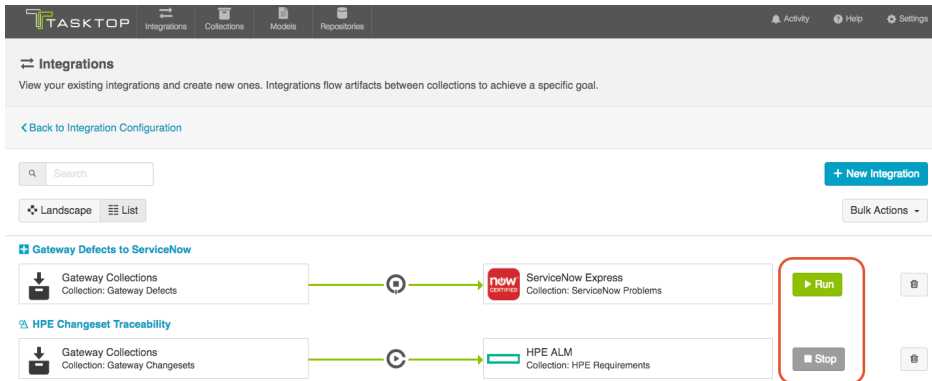 TASKTOP
Integrations
Collections
Models
Repositories
Activity
Help
Settings
Integrations
View your existing integrations and create new ones. Integrations flow artifacts between collections to achieve a specific goal.
Back to Integration Configuration
Search
+ New Integration
Landscape
List
Bulk Actions
Gateway Defects to ServiceNow
Gateway Collections
Collection: Gateway Defects
now
CERTIFIED
ServiceNow Express
Collection: ServiceNow Problems
Run
HPE Changeset Traceability
Gateway Collections
Collection: Gateway Changesets
HPE ALM
Collection: HPE Requirements
Stop